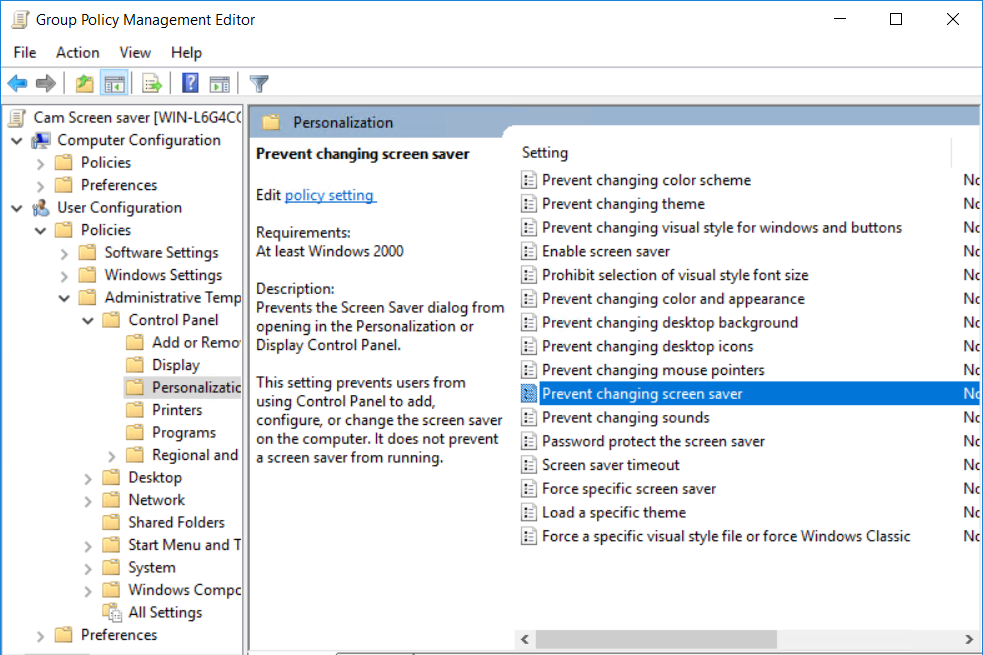 Group Policy Management Editor
File Action View Help
Cam Screen saver [WIN-L6G4C
Computer Configuration
Policies
Preferences
User Configuration
Policies
Software Settings
Windows Settings
Administrative Temp
Control Panel
Add or Remo
Display
Personalizatio
Printers
Programs
Regional and
Desktop
Network
Shared Folders
Start Menu and T
System
Windows Compo
All Settings
Preferences
Personalization
Prevent changing screen saver
Edit policy setting
Requirements:
At least Windows 2000
Description:
Prevents the Screen Saver dialog from
opening in the Personalization or
Display Control Panel.
This setting prevents users from
using Control Panel to add,
configure, or change the screen saver
on the computer. It does not prevent
a screen saver from running.
Setting
Prevent changing color scheme No
Prevent changing theme No
Prevent changing visual style for windows and buttons No
Enable screen saver No
Prohibit selection of visual style font size No
Prevent changing color and appearance No
Prevent changing desktop background No
Prevent changing desktop icons No
Prevent changing mouse pointers No
Prevent changing screen saver No
Prevent changing sounds No
Password protect the screen saver No
Screen saver timeout No
Force specific screen saver No
Load a specific theme No
Force a specific visual style file or force Windows Classic No